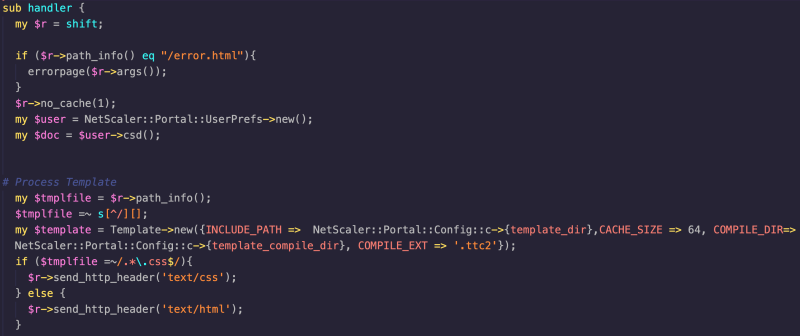 sub handler {
  my $r = shift;

  if ($r->path_info() eq "/error.html"){
    errorpage($r->args());
  }
  $r->no_cache(1);
  my $user = NetScaler::Portal::UserPrefs->new();
  my $doc = $user->csd();


# Process Template
  my $tmplfile = $r->path_info();
  $tmplfile =~ s[^/][];
  my $template = Template->new({INCLUDE_PATH =>  NetScaler::Portal::Config::c->{template_dir},CACHE_SIZE => 64, COMPILE_DIR=>
  NetScaler::Portal::Config::c->{template_compile_dir}, COMPILE_EXT => '.ttc2'});
  if ($tmplfile =~/.*\.css$/){
    $r->send_http_header('text/css');
  } else {
    $r->send_http_header('text/html');
  }